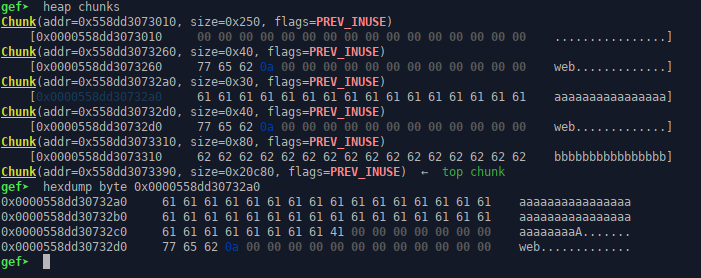 gef➤  heap chunks
Chunk(addr=0x558dd3073010, size=0x250, flags=PREV_INUSE)
    [0x0000558dd3073010     00 00 00 00 00 00 00 00 00 00 00 00 00 00 00 00    ................]
Chunk(addr=0x558dd3073260, size=0x40, flags=PREV_INUSE)
    [0x0000558dd3073260     77 65 62 0a 00 00 00 00 00 00 00 00 00 00 00 00    web.............]
Chunk(addr=0x558dd30732a0, size=0x30, flags=PREV_INUSE)
    [0x0000558dd30732a0     61 61 61 61 61 61 61 61 61 61 61 61 61 61 61 61    aaaaaaaaaaaaaaaa]
Chunk(addr=0x558dd30732d0, size=0x40, flags=PREV_INUSE)
    [0x0000558dd30732d0     77 65 62 0a 00 00 00 00 00 00 00 00 00 00 00 00    web.............]
Chunk(addr=0x558dd3073310, size=0x80, flags=PREV_INUSE)
    [0x0000558dd3073310     62 62 62 62 62 62 62 62 62 62 62 62 62 62 62 62    bbbbbbbbbbbbbbbb]
Chunk(addr=0x558dd3073390, size=0x20c80, flags=PREV_INUSE)  ←  top chunk
gef➤  hexdump byte 0x0000558dd30732a0
0x0000558dd30732a0     61 61 61 61 61 61 61 61 61 61 61 61 61 61 61 61    aaaaaaaaaaaaaaaa
0x0000558dd30732b0     61 61 61 61 61 61 61 61 61 61 61 61 61 61 61 61    aaaaaaaaaaaaaaaa
0x0000558dd30732c0     61 61 61 61 61 61 61 61 41 00 00 00 00 00 00 00    aaaaaaaaA.......
0x0000558dd30732d0     77 65 62 0a 00 00 00 00 00 00 00 00 00 00 00 00    web.............
gef➤